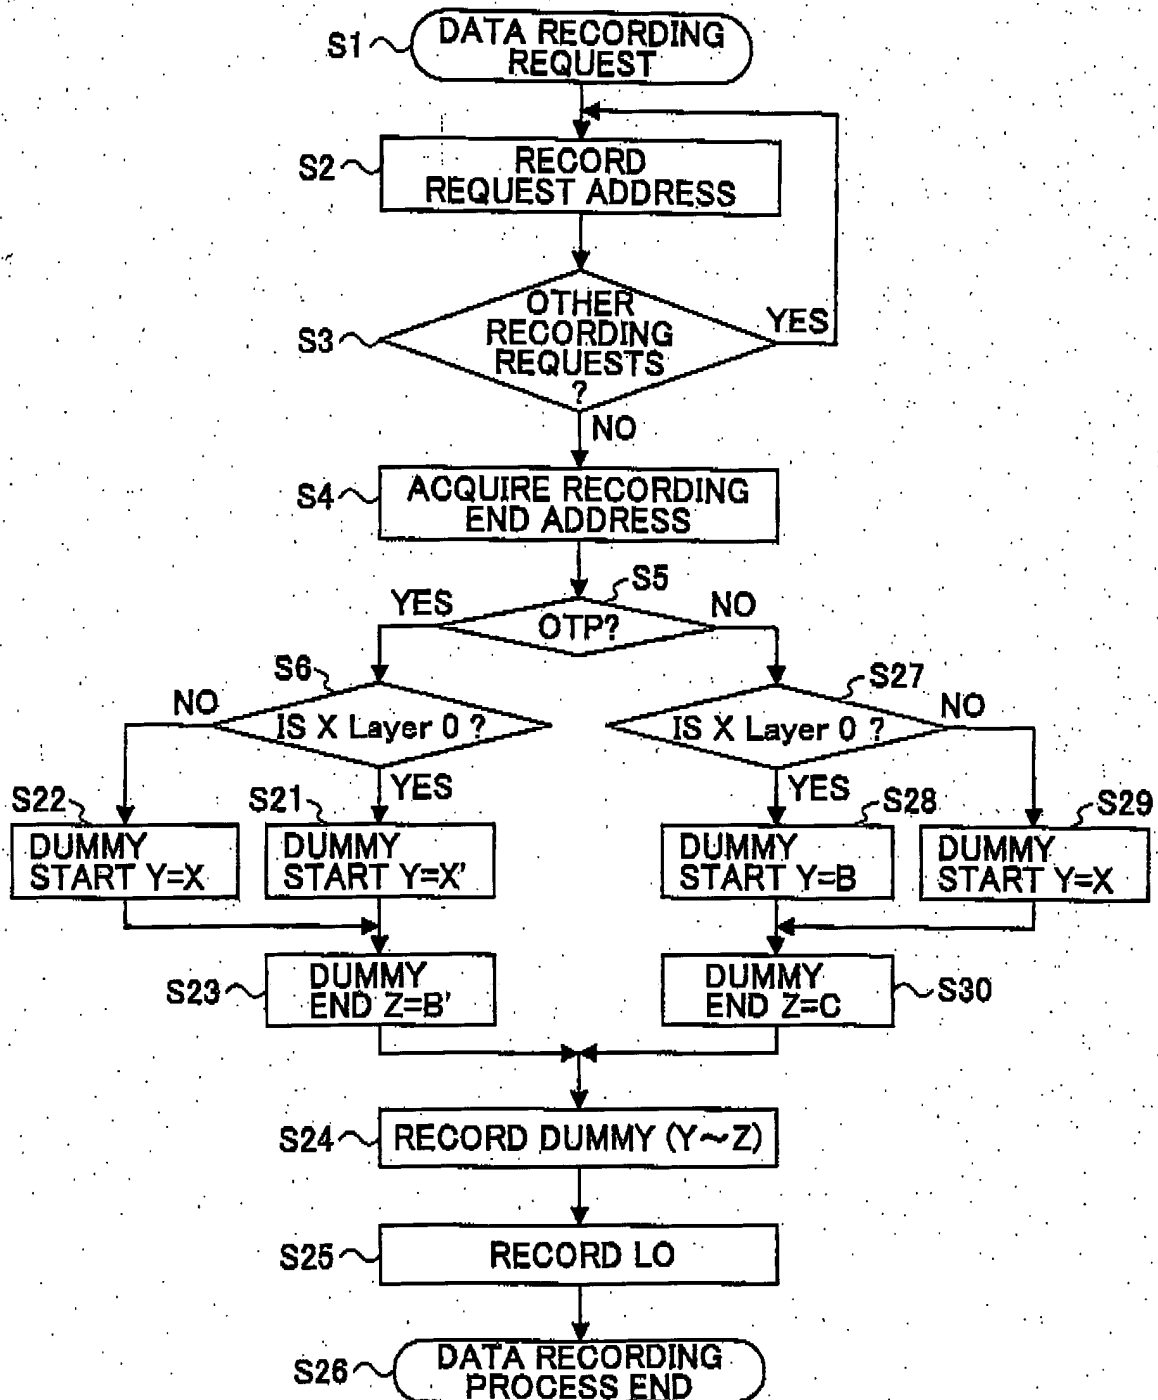 S1
DATA RECORDING
REQUEST
S2
RECORD
REQUEST ADDRESS
S3
OTHER
RECORDING
REQUESTS
?
YES
NO
S4
ACQUIRE RECORDING
END ADDRESS
S5
YES
OTP?
NO
S6
NO
IS X Layer 0 ?
YES
S27
IS X Layer 0 ?
NO
YES
S22
DUMMY
START Y=X
S21
DUMMY
START Y=X'
S28
DUMMY
START Y=B
S29
DUMMY
START Y=X
S23
DUMMY
END Z=B'
DUMMY
END Z=C
S30
S24
RECORD DUMMY (Y~Z)
S25
RECORD LO
S26
DATA RECORDING
PROCESS END